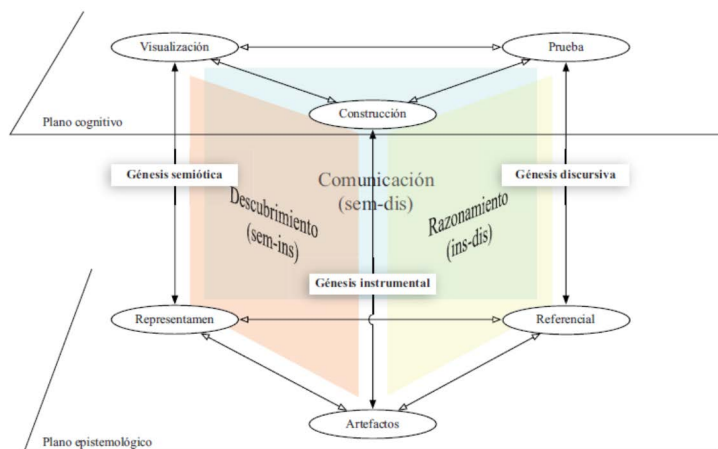 Visualización
Prueba
Construcción
Plano cognitivo
Génesis semiótica
Génesis discursiva
Comunicación
(sem-dis)
Descubrimiento
(sem-ins)
Razonamiento
(ins-dis)
Génesis instrumental
Representamen
Referencial
Artefactos
Plano epistemológico